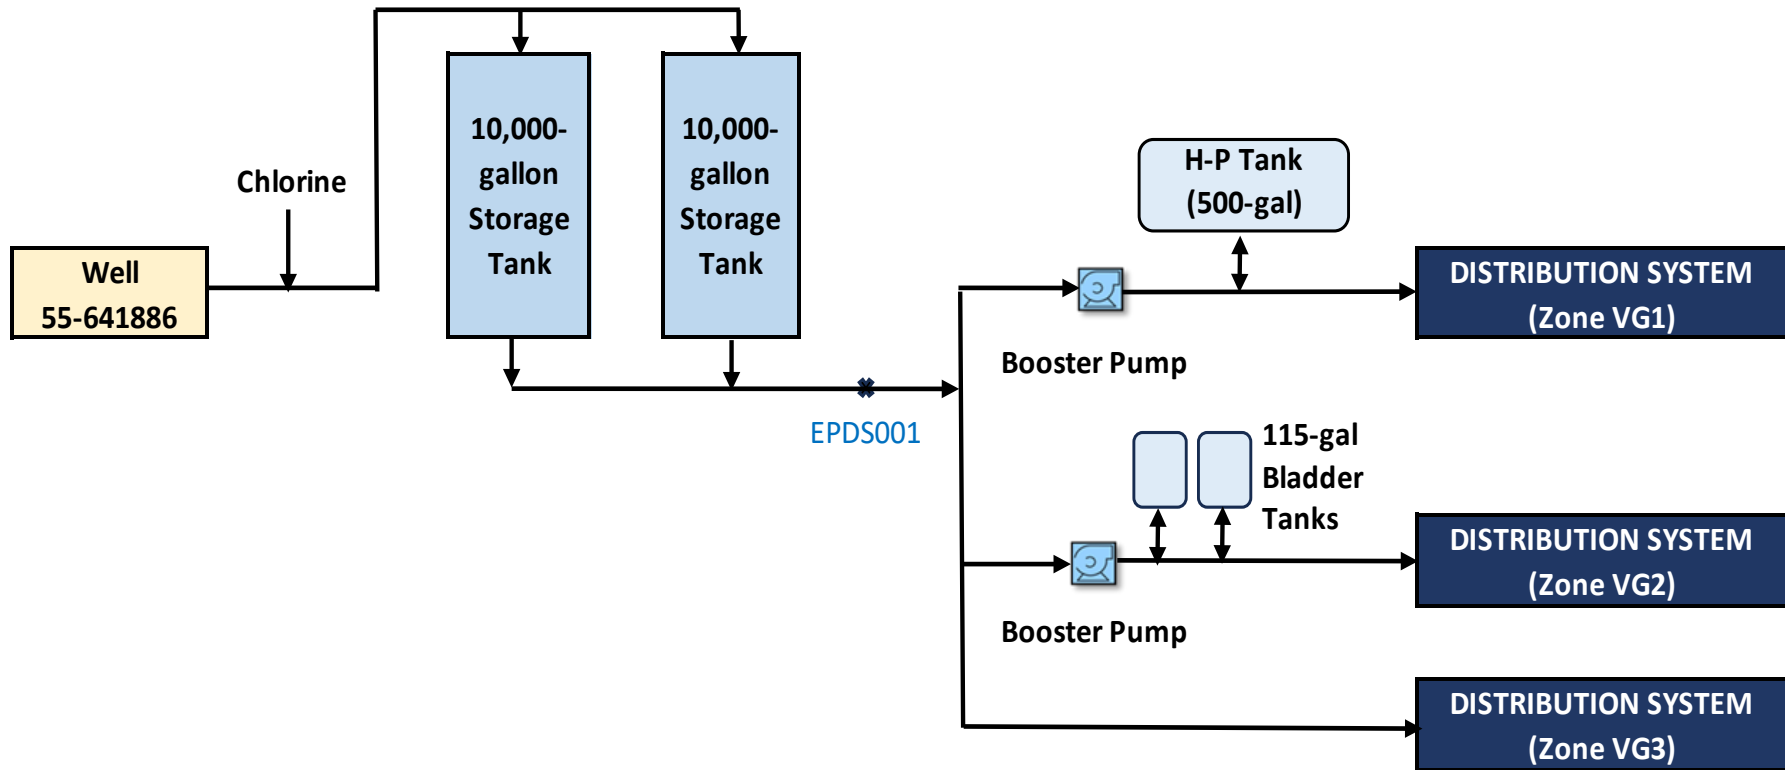 Well
55-641886
Chlorine
10,000-
gallon
Storage
Tank
10,000-
gallon
Storage
Tank
EPDS001
H-P Tank
(500-gal)
Booster Pump
DISTRIBUTION SYSTEM
(Zone VG1)
115-gal
Bladder
Tanks
Booster Pump
DISTRIBUTION SYSTEM
(Zone VG2)
DISTRIBUTION SYSTEM
(Zone VG3)